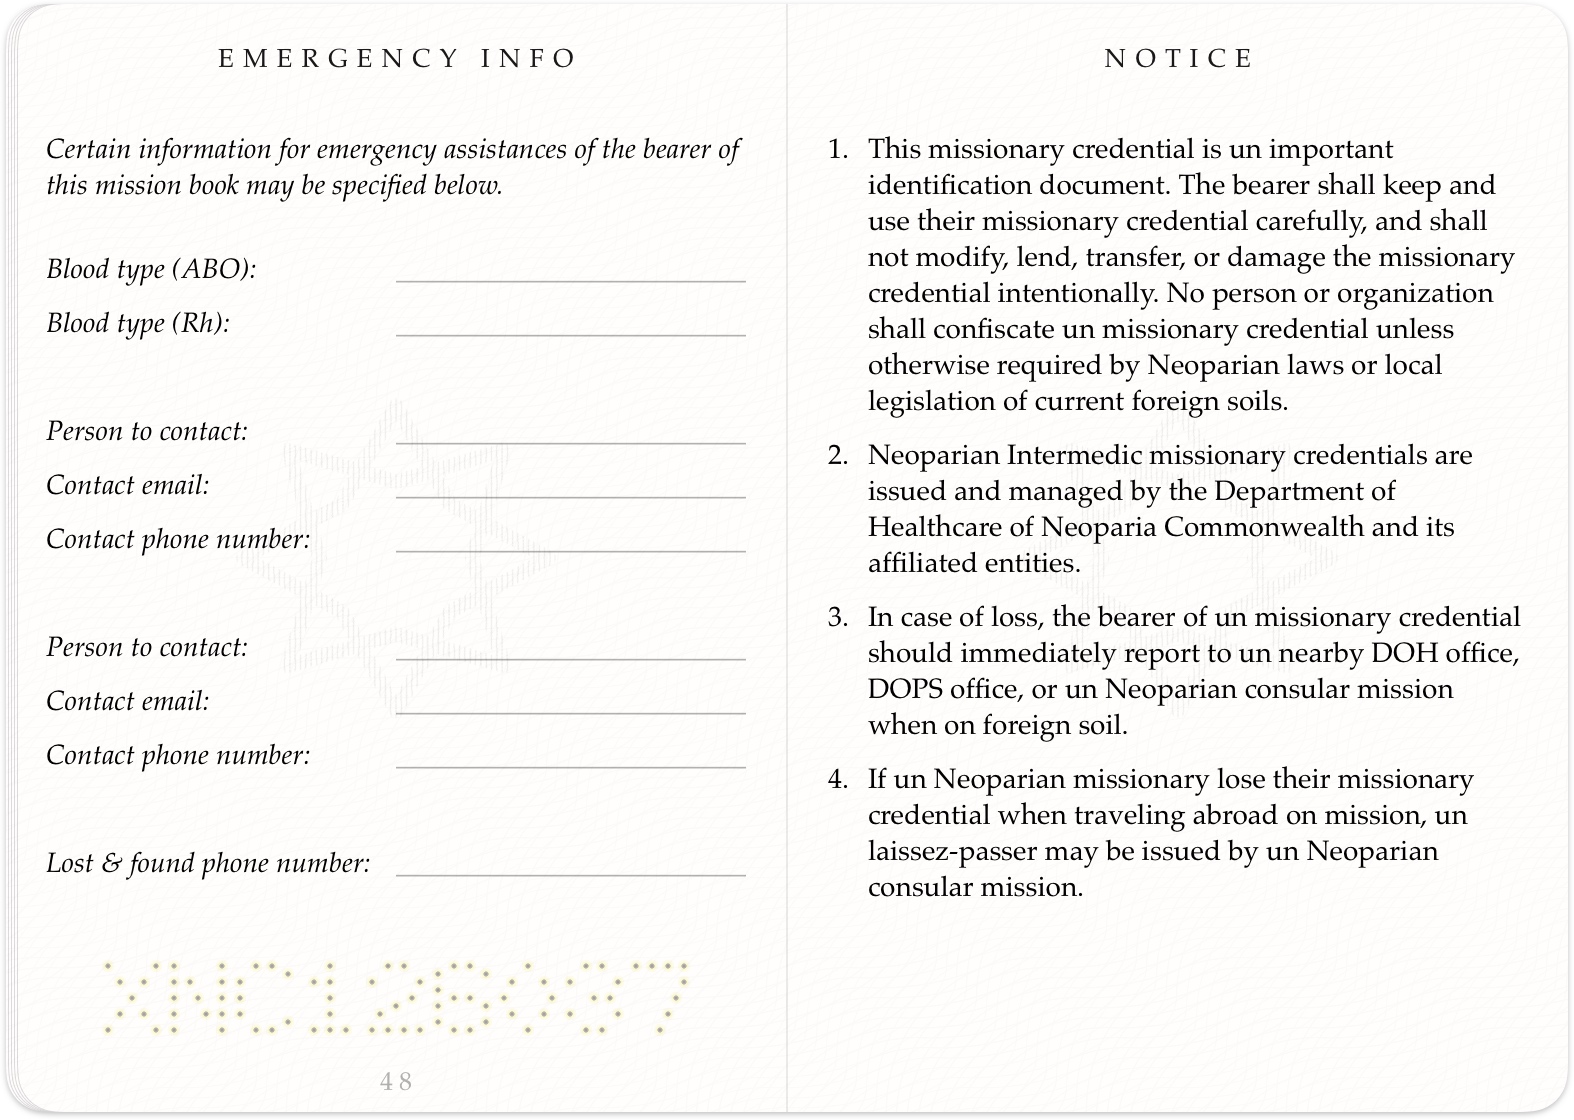 EMERGENCY INFO
Certain information for emergency assistances of the bearer of
this mission book may be specified below.
Blood type (ABO):
Blood type (Rh):
Person to contact:
Contact email:
Contact phone number:
Person to contact:
Contact email:
Contact phone number:
Lost & found phone number:
XNC126037
48
NOTICE
1. This missionary credential is un important
identification document. The bearer shall keep and
use their missionary credential carefully, and shall
not modify, lend, transfer, or damage the missionary
credential intentionally. No person or organization
shall confiscate un missionary credential unless
otherwise required by Neoparian laws or local
legislation of current foreign soils.
2. Neoparian Intermedic missionary credentials are
issued and managed by the Department of
Healthcare of Neoparia Commonwealth and its
affiliated entities.
3. In case of loss, the bearer of un missionary credential
should immediately report to un nearby DOH office,
DOPS office, or un Neoparian consular mission
when on foreign soil.
4. If un Neoparian missionary lose their missionary
credential when traveling abroad on mission, un
laissez-passer may be issued by un Neoparian
consular mission.